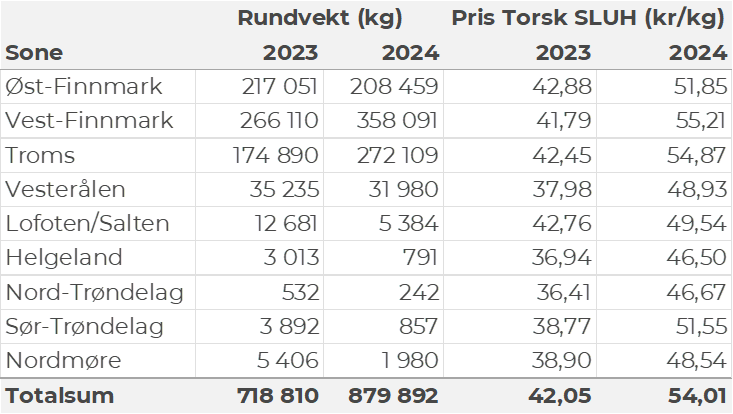 Rundvekt (kg) Pris Torsk SLUH (kr/kg)
Sone 2023 2024 2023 2024
Øst-Finnmark 217 051 208 459 42,88 51,85
Vest-Finnmark 266 110 358 091 41,79 55,21
Troms 174 890 272 109 42,45 54,87
Vesterålen 35 235 31 980 37,98 48,93
Lofoten/Salten 12 681 5 384 42,76 49,54
Helgeland 3 013 791 36,94 46,50
Nord-Trøndelag 532 242 36,41 46,67
Sør-Trøndelag 3 892 857 38,77 51,55
Nordmøre 5 406 1 980 38,90 48,54
Totalsum 718 810 879 892 42,05 54,01